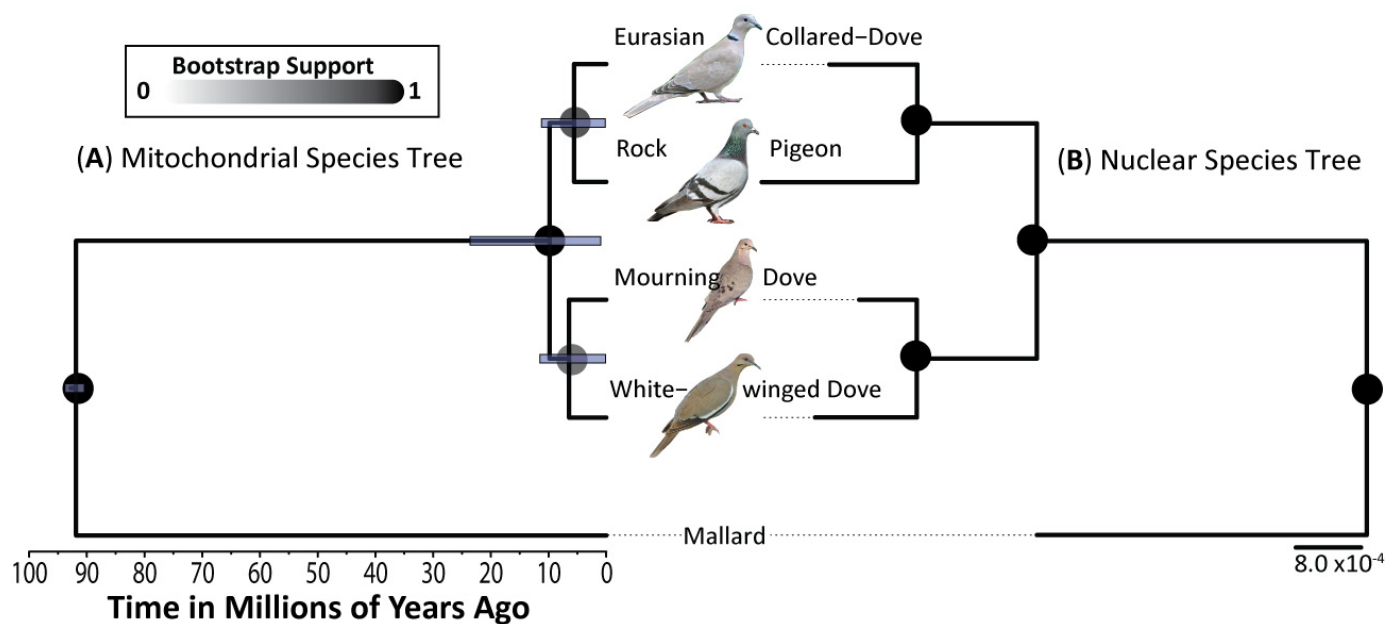 Eurasian Collared–Dove
Bootstrap Support
0 1
(A) Mitochondrial Species Tree
Rock Pigeon
(B) Nuclear Species Tree
Mourning Dove
White– winged Dove
Mallard
8.0 x10-4
100 90 80 70 60 50 40 30 20 10 0
Time in Millions of Years Ago